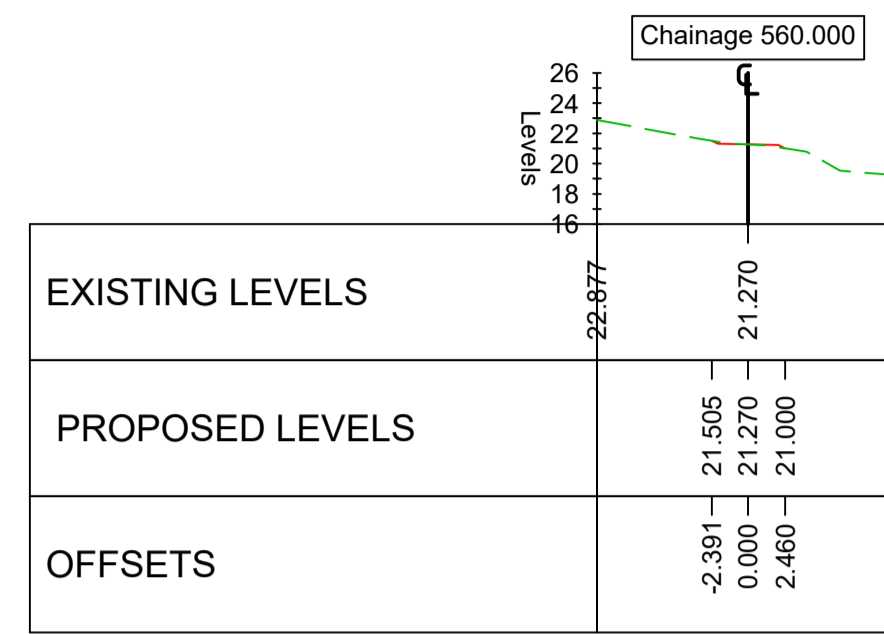 Chainage 560.000
CL
26
24
22
20
18
16
Levels
EXISTING LEVELS
22.877
21.270
PROPOSED LEVELS
21.505
21.270
21.000
OFFSETS
-2.391
0.000
2.460